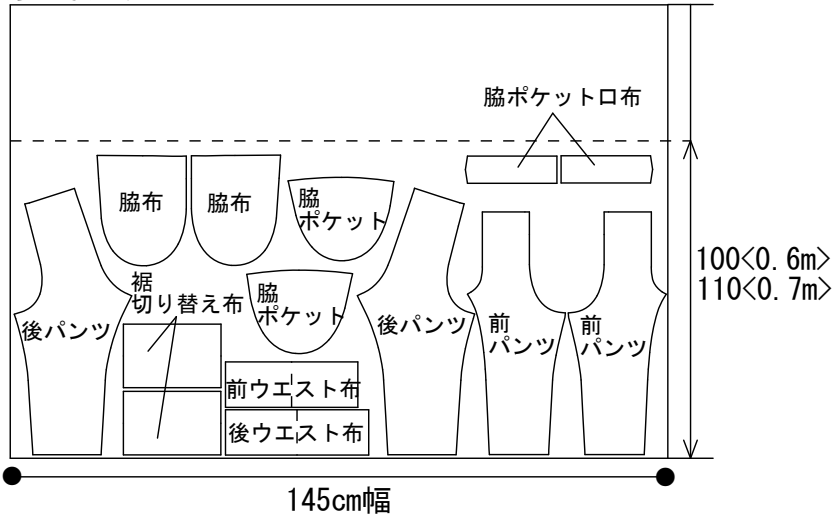 脇ポケット口布
脇布
脇布
脇
ポケット
裾
切り替え布
脇
ポケット
後パンツ
後パンツ
前
パンツ
前
パンツ
前ウエスト布
後ウエスト布
100<0.6m>
110<0.7m>
145cm幅